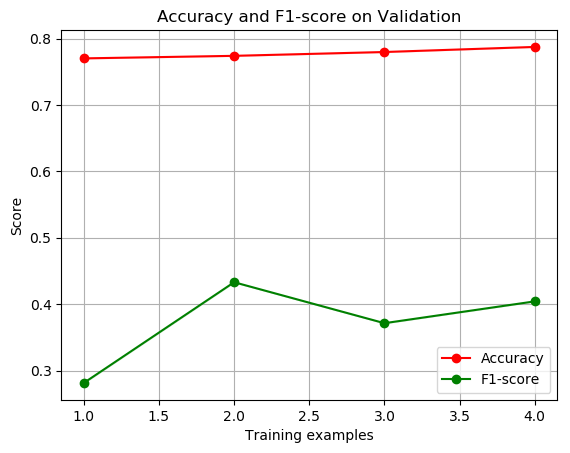 Accuracy and F1-score on Validation
0.8
0.7
0.6
0.5
0.4
0.3
Score
Accuracy
F1-score
1.0 1.5 2.0 2.5 3.0 3.5 4.0
Training examples